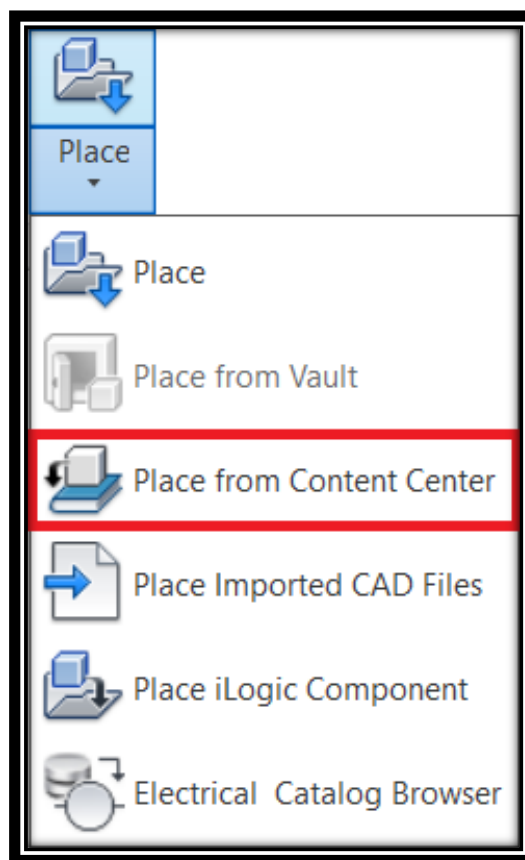 Place
Place
Place from Vault
Place from Content Center
Place Imported CAD Files
Place iLogic Component
Electrical Catalog Browser